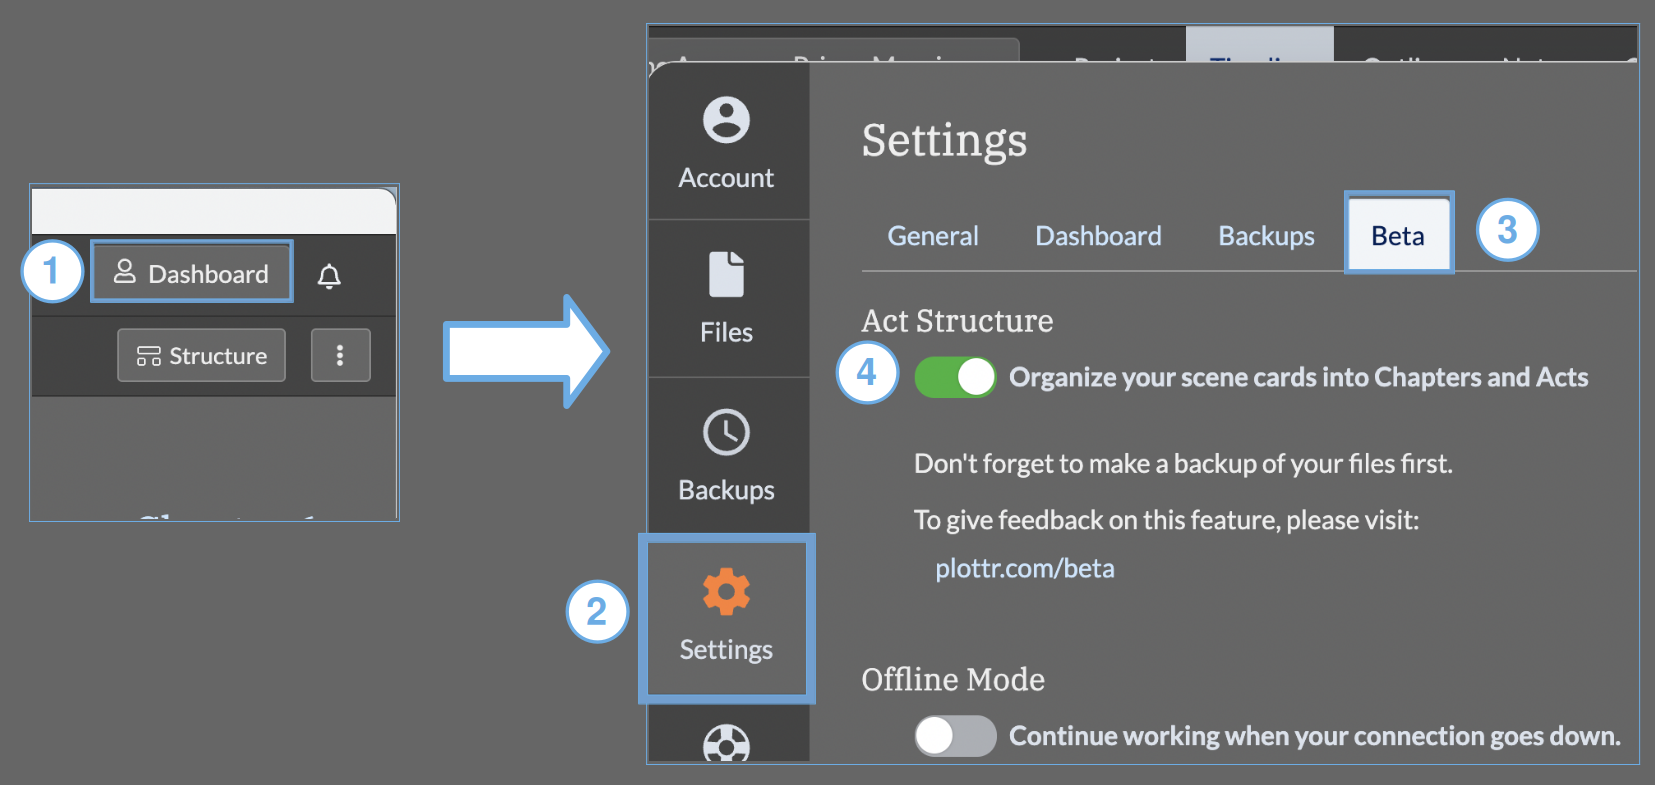 1
Dashboard
Structure
Account
Files
Backups
2
Settings
Settings
General Dashboard Backups Beta
3
Act Structure
4
Organize your scene cards into Chapters and Acts
Don't forget to make a backup of your files first.
To give feedback on this feature, please visit:
plottr.com/beta
Offline Mode
Continue working when your connection goes down.